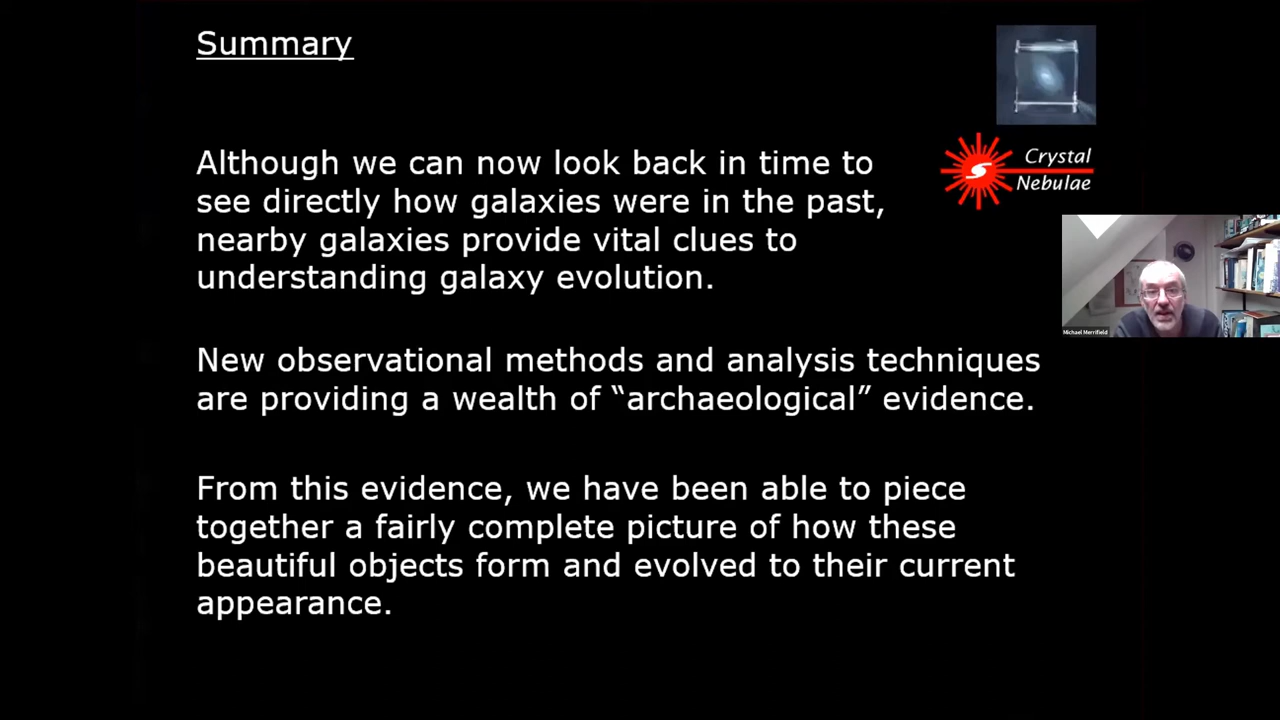 Summary
Although we can now look back in time to
see directly how galaxies were in the past,
nearby galaxies provide vital clues to
understanding galaxy evolution.
Crystal
Nebulae
Michael Merrifield
New observational methods and analysis techniques
are providing a wealth of “archaeological” evidence.
From this evidence, we have been able to piece
together a fairly complete picture of how these
beautiful objects form and evolved to their current
appearance.